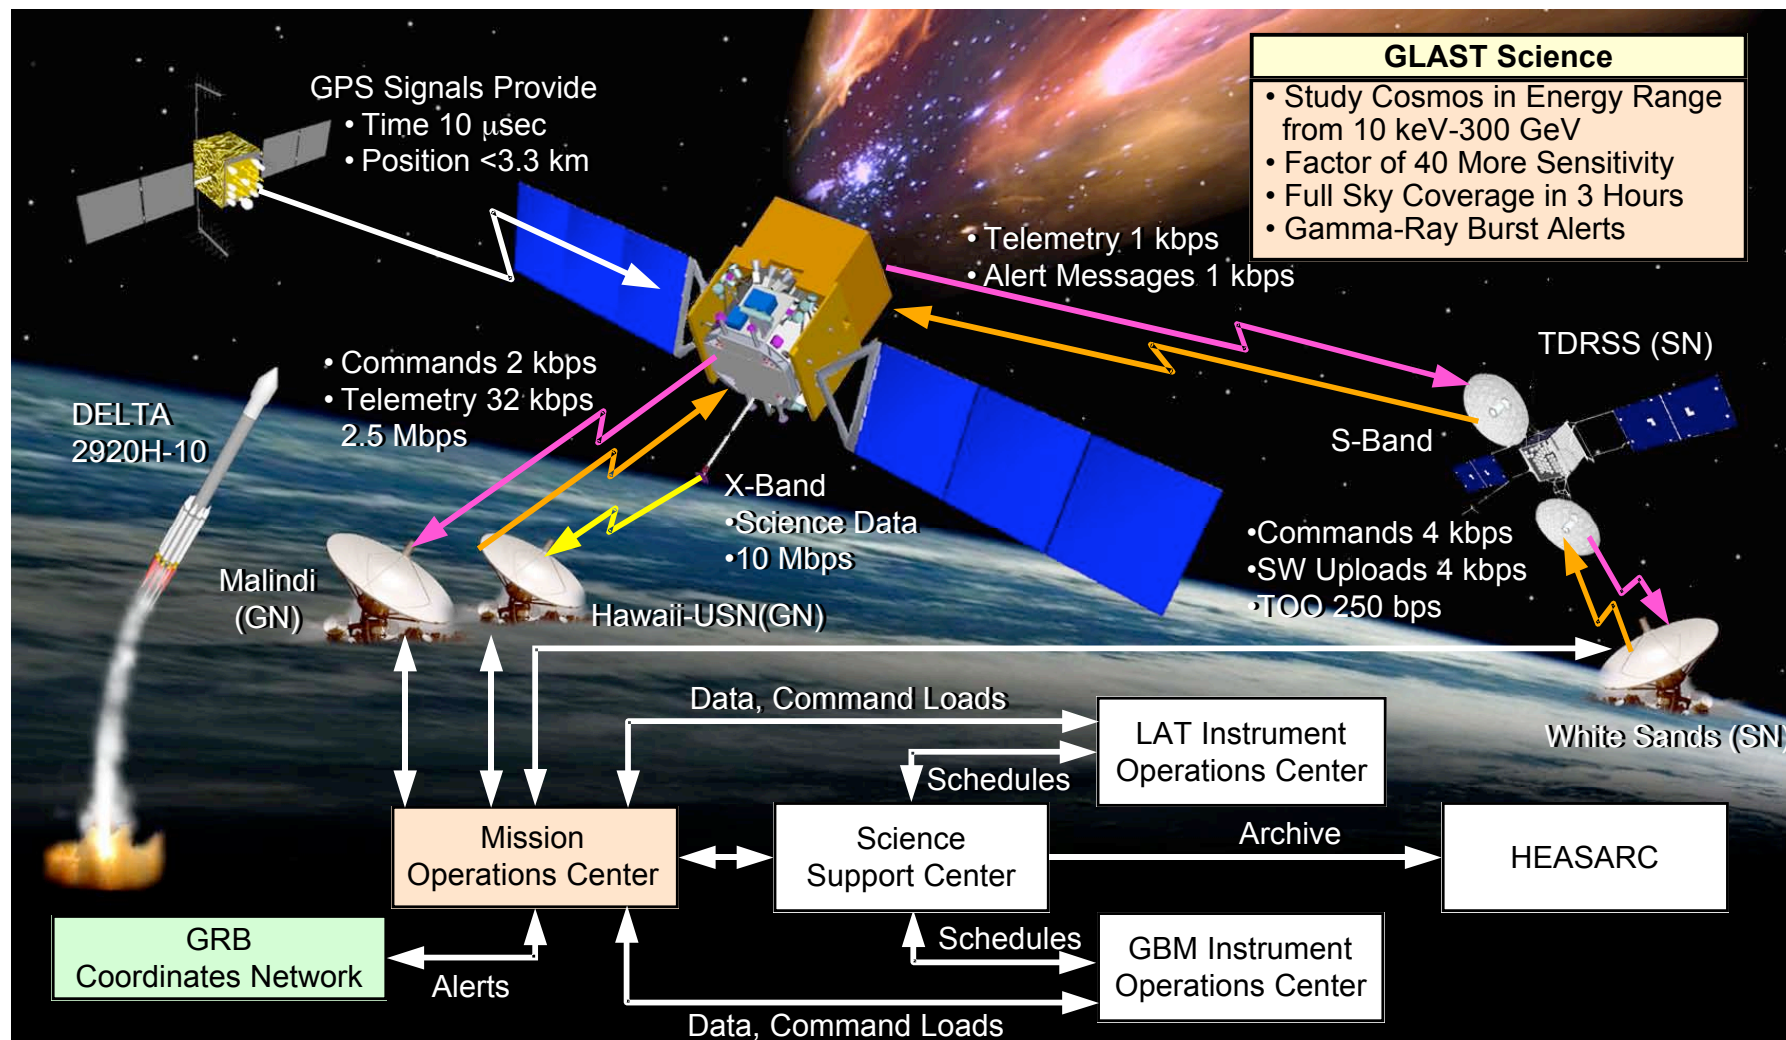 GPS Signals Provide
• Time 10 μsec
• Position <3.3 km
GLAST Science
• Study Cosmos in Energy Range
from 10 keV-300 GeV
• Factor of 40 More Sensitivity
• Full Sky Coverage in 3 Hours
• Gamma-Ray Burst Alerts
• Telemetry 1 kbps
• Alert Messages 1 kbps
TDRSS (SN)
S-Band
• Commands 2 kbps
• Telemetry 32 kbps
2.5 Mbps
DELTA
2920H-10
X-Band
•Science Data
•10 Mbps
•Commands 4 kbps
•SW Uploads 4 kbps
•TOO 250 bps
Malindi
(GN)
Hawaii-USN(GN)
White Sands (SN)
Data, Command Loads
LAT Instrument
Operations Center
Schedules
Mission
Operations Center
Science
Support Center
Archive
HEASARC
GRB
Coordinates Network
Alerts
Schedules
GBM Instrument
Operations Center
Data, Command Loads